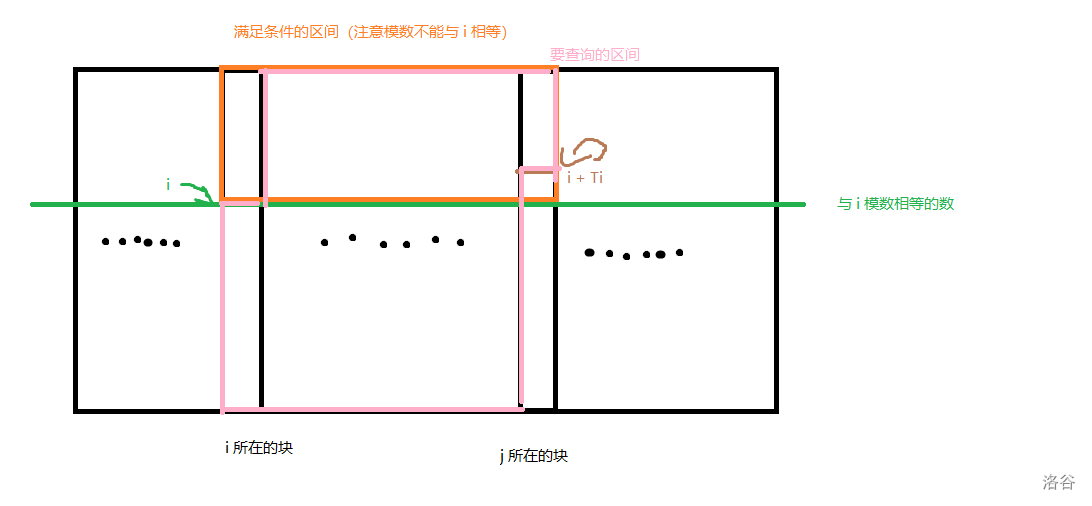 满足条件的区间（注意模数不能与 i 相等）
要查询的区间
i
i + Ti
与 i 模数相等的数
i 所在的块
j 所在的块
洛谷